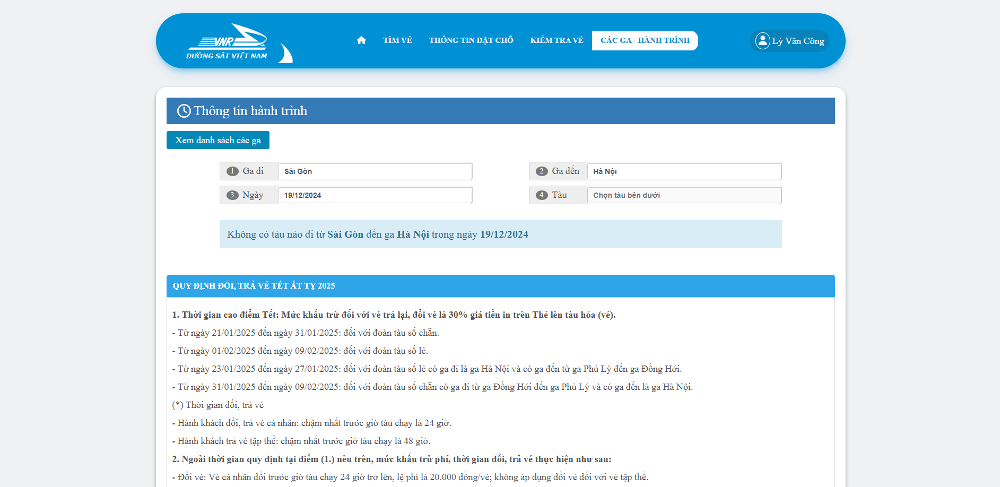 VNR
ĐƯỜNG SẮT VIỆT NAM
TÌM VÉ
THÔNG TIN ĐẶT CHỖ
KIỂM TRA VÉ
CÁC GA - HÀNH TRÌNH
Lý Văn Công
Thông tin hành trình
Xem danh sách các ga
1 Ga đi Sài Gòn
2 Ga đến Hà Nội
3 Ngày 19/12/2024
4 Tàu Chọn tàu bên dưới
Không có tàu nào đi từ Sài Gòn đến ga Hà Nội trong ngày 19/12/2024
QUY ĐỊNH ĐỔI, TRẢ VÉ TẾT ẤT TỴ 2025
1. Thời gian cao điểm Tết: Mức khấu trừ đối với vé trả lại, đổi vé là 30% giá tiền in trên Thẻ lên tàu hỏa (vé).
- Từ ngày 21/01/2025 đến ngày 31/01/2025: đối với đoàn tàu số chẵn.
- Từ ngày 01/02/2025 đến ngày 09/02/2025: đối với đoàn tàu số lẻ.
- Từ ngày 23/01/2025 đến ngày 27/01/2025: đối với đoàn tàu số lẻ có ga đi là ga Hà Nội và có ga đến từ ga Phủ Lý đến ga Đồng Hới.
- Từ ngày 31/01/2025 đến ngày 09/02/2025: đối với đoàn tàu số chẵn có ga đi từ ga Đồng Hới đến ga Phủ Lý và có ga đến là ga Hà Nội.
(*) Thời gian đổi, trả vé
- Hành khách đổi, trả vé cá nhân: chậm nhất trước giờ tàu chạy là 24 giờ.
- Hành khách trả vé tập thể: chậm nhất trước giờ tàu chạy là 48 giờ.
2. Ngoài thời gian quy định tại điểm (1.) nêu trên, mức khấu trừ phí, thời gian đổi, trả vé thực hiện như sau:
- Đổi vé: Vé cá nhân đổi trước giờ tàu chạy 24 giờ trở lên, lệ phí là 20.000 đồng/vé; không áp dụng đổi vé đối với vé tập thể.